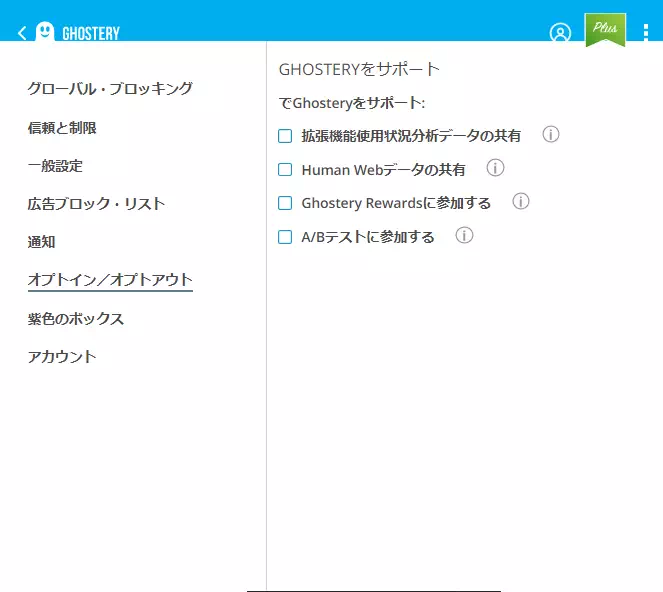 GHOSTERY
Plus
グローバル・ブロッキング
信頼と制限
一般設定
広告ブロック・リスト
通知
オプトイン／オプトアウト
紫色のボックス
アカウント
GHOSTERYをサポート
でGhosteryをサポート:
拡張機能使用状況分析データの共有
Human Webデータの共有
Ghostery Rewardsに参加する
A/Bテストに参加する